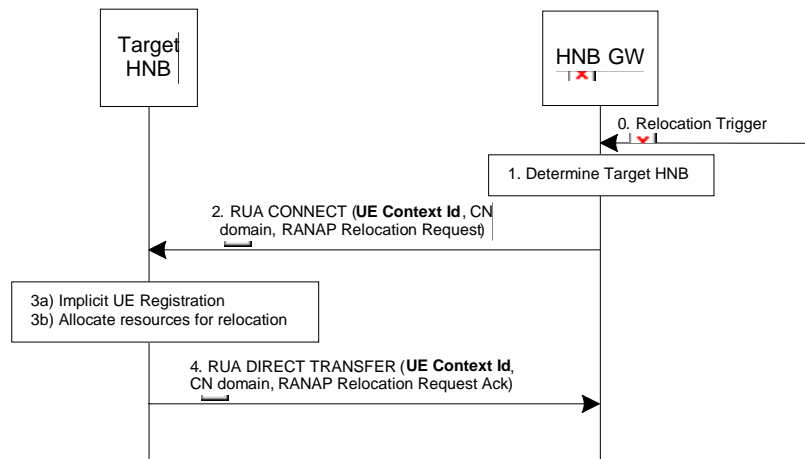 Target
HNB
HNB GW
0. Relocation Trigger
1. Determine Target HNB
2. RUA CONNECT (UE Context Id, CN
domain, RANAP Relocation Request)
3a) Implicit UE Registration
3b) Allocate resources for relocation
4. RUA DIRECT TRANSFER (UE Context Id,
CN domain, RANAP Relocation Request Ack)